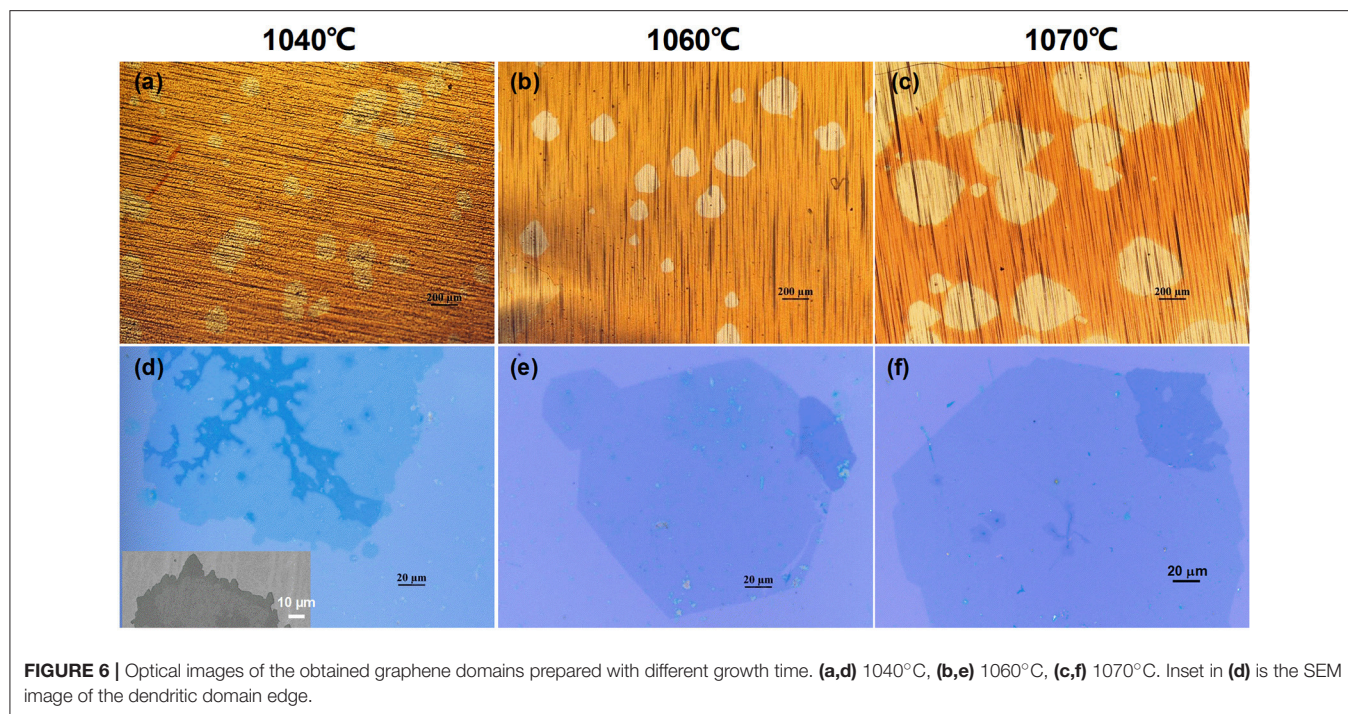 1040℃ 1060℃ 1070℃
(a) (b) (c)
200 µm 200 µm 200 µm
(d) (e) (f)
10 µm 20 µm 20 µm 20 µm
FIGURE 6 | Optical images of the obtained graphene domains prepared with different growth time. (a,d) 1040°C, (b,e) 1060°C, (c,f) 1070°C. Inset in (d) is the SEM
image of the dendritic domain edge.